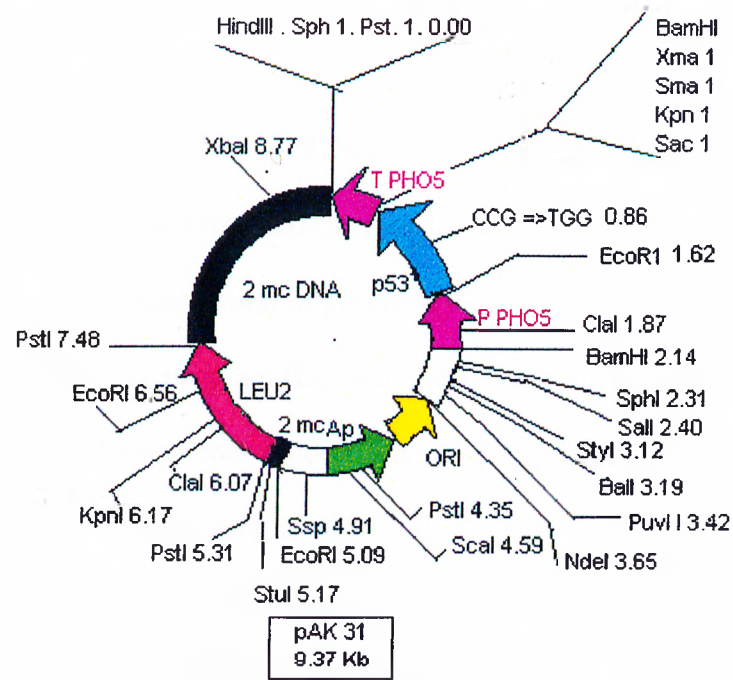 HindIII . Sph 1. Pst. 1. 0.00
BamHI
Xma 1
Sma 1
Kpn 1
Sac 1
XbaI 8.77
T PHO5
CCG =>TGG 0.86
p53
EcoR1 1.62
2 mc DNA
P PHO5
ClaI 1.87
BamHI 2.14
PstI 7.48
SphI 2.31
SalI 2.40
EcoRI 6.56
LEU2
2 mc
Ap
ORI
StyI 3.12
BalI 3.19
ClaI 6.07
KpnI 6.17
PstI 4.35
PuvI I 3.42
Ssp 4.91
ScaI 4.59
NdeI 3.65
PstI 5.31
EcoRI 5.09
StuI 5.17
pAK 31
9.37 Kb